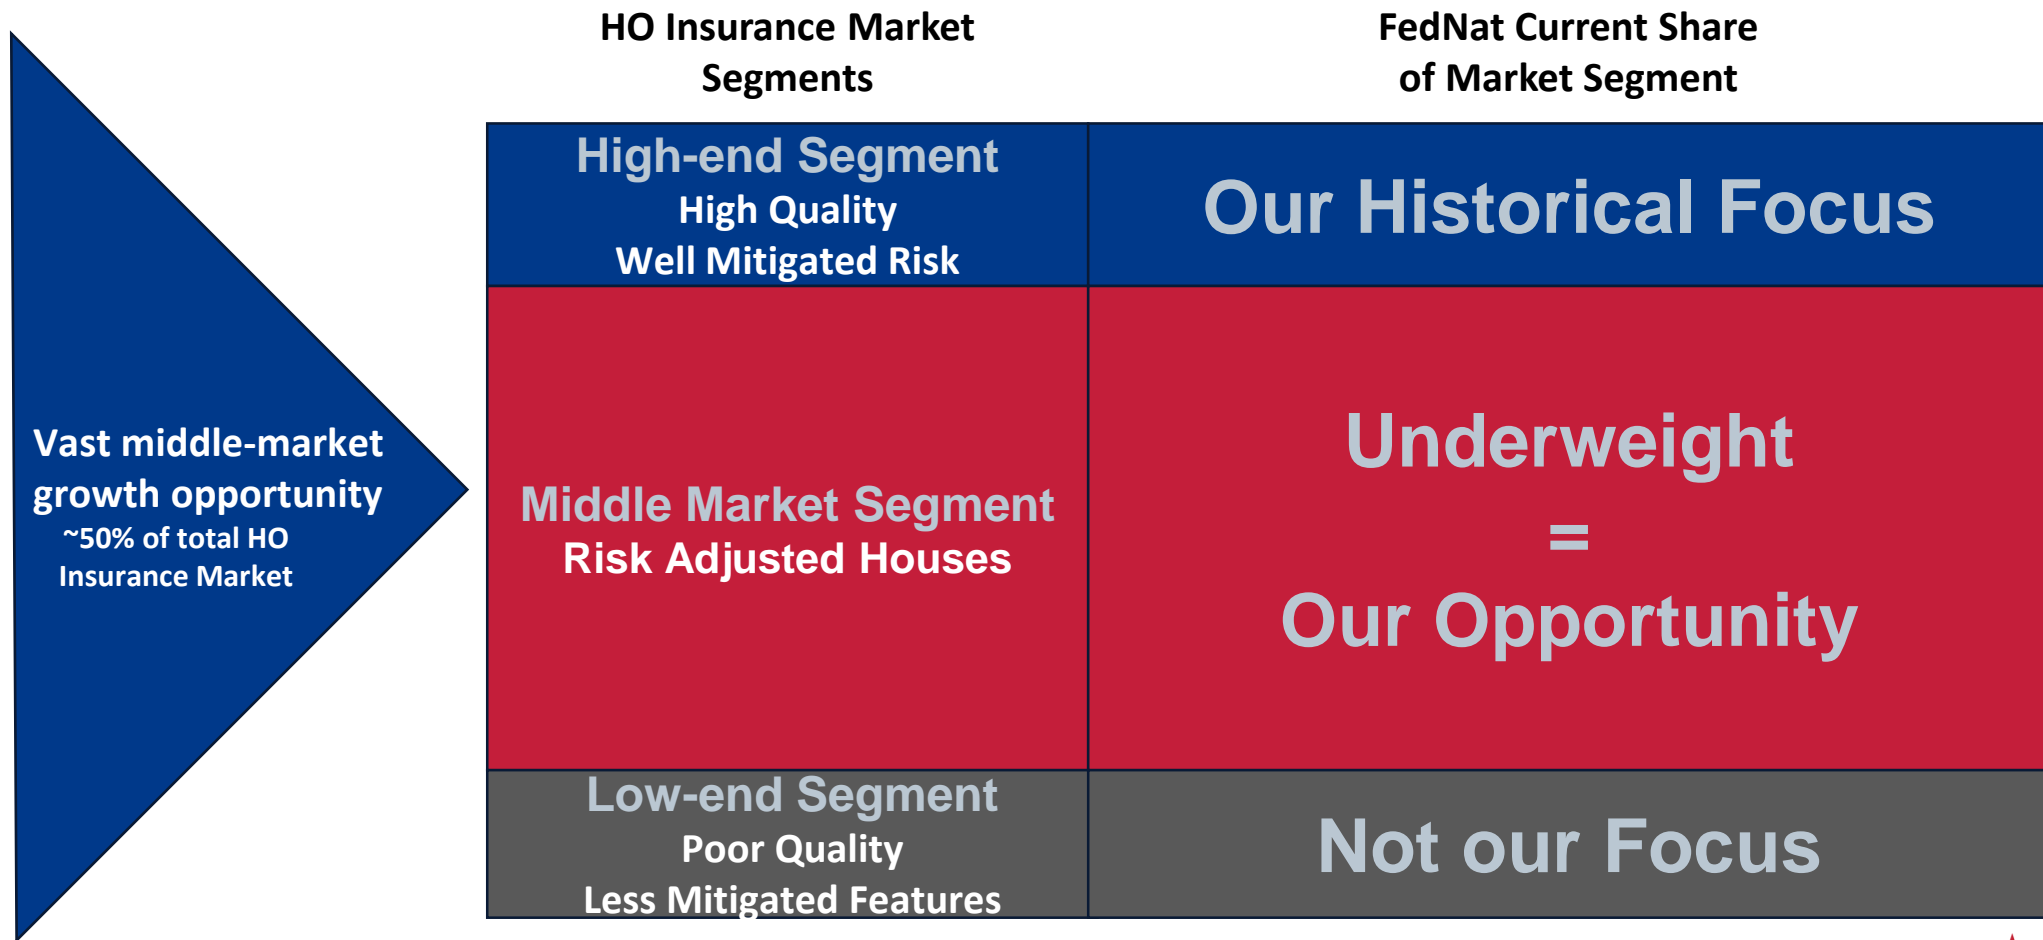 HO Insurance Market
Segments
FedNat Current Share
of Market Segment
Vast middle-market
growth opportunity
~50% of total HO
Insurance Market
High-end Segment
High Quality
Well Mitigated Risk
Our Historical Focus
Middle Market Segment
Risk Adjusted Houses
Underweight
=
Our Opportunity
Low-end Segment
Poor Quality
Less Mitigated Features
Not our Focus